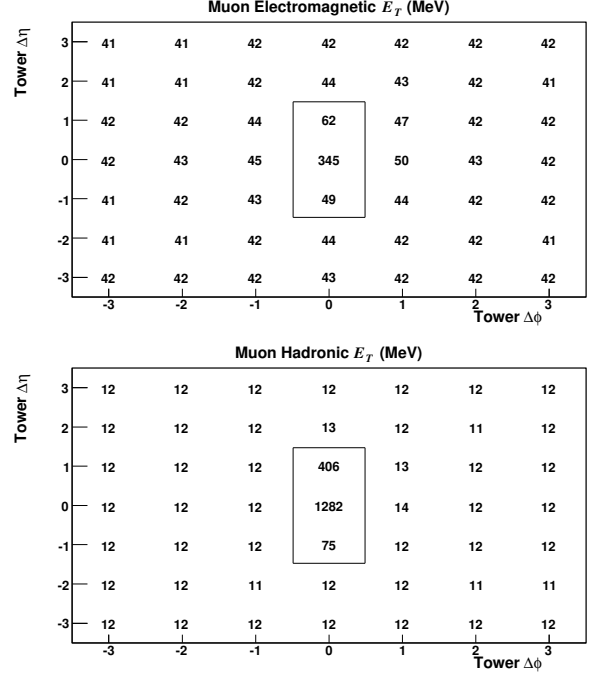 Muon Electromagnetic E_T (MeV)
Tower Δη
3 41 41 42 42 42 42 42
2 41 41 42 44 43 42 41
1 42 42 44 62 47 42 42
0 42 43 45 345 50 43 42
-1 41 42 43 49 44 42 42
-2 41 41 42 44 42 42 41
-3 42 42 42 43 42 42 42
-3 -2 -1 0 1 2 3
Tower Δϕ
Muon Hadronic E_T (MeV)
Tower Δη
3 12 12 12 12 12 12 12
2 12 12 12 13 12 11 12
1 12 12 12 406 13 12 12
0 12 12 12 1282 14 12 12
-1 12 12 12 75 12 12 12
-2 12 12 11 12 12 11 11
-3 12 12 12 12 12 12 12
-3 -2 -1 0 1 2 3
Tower Δϕ